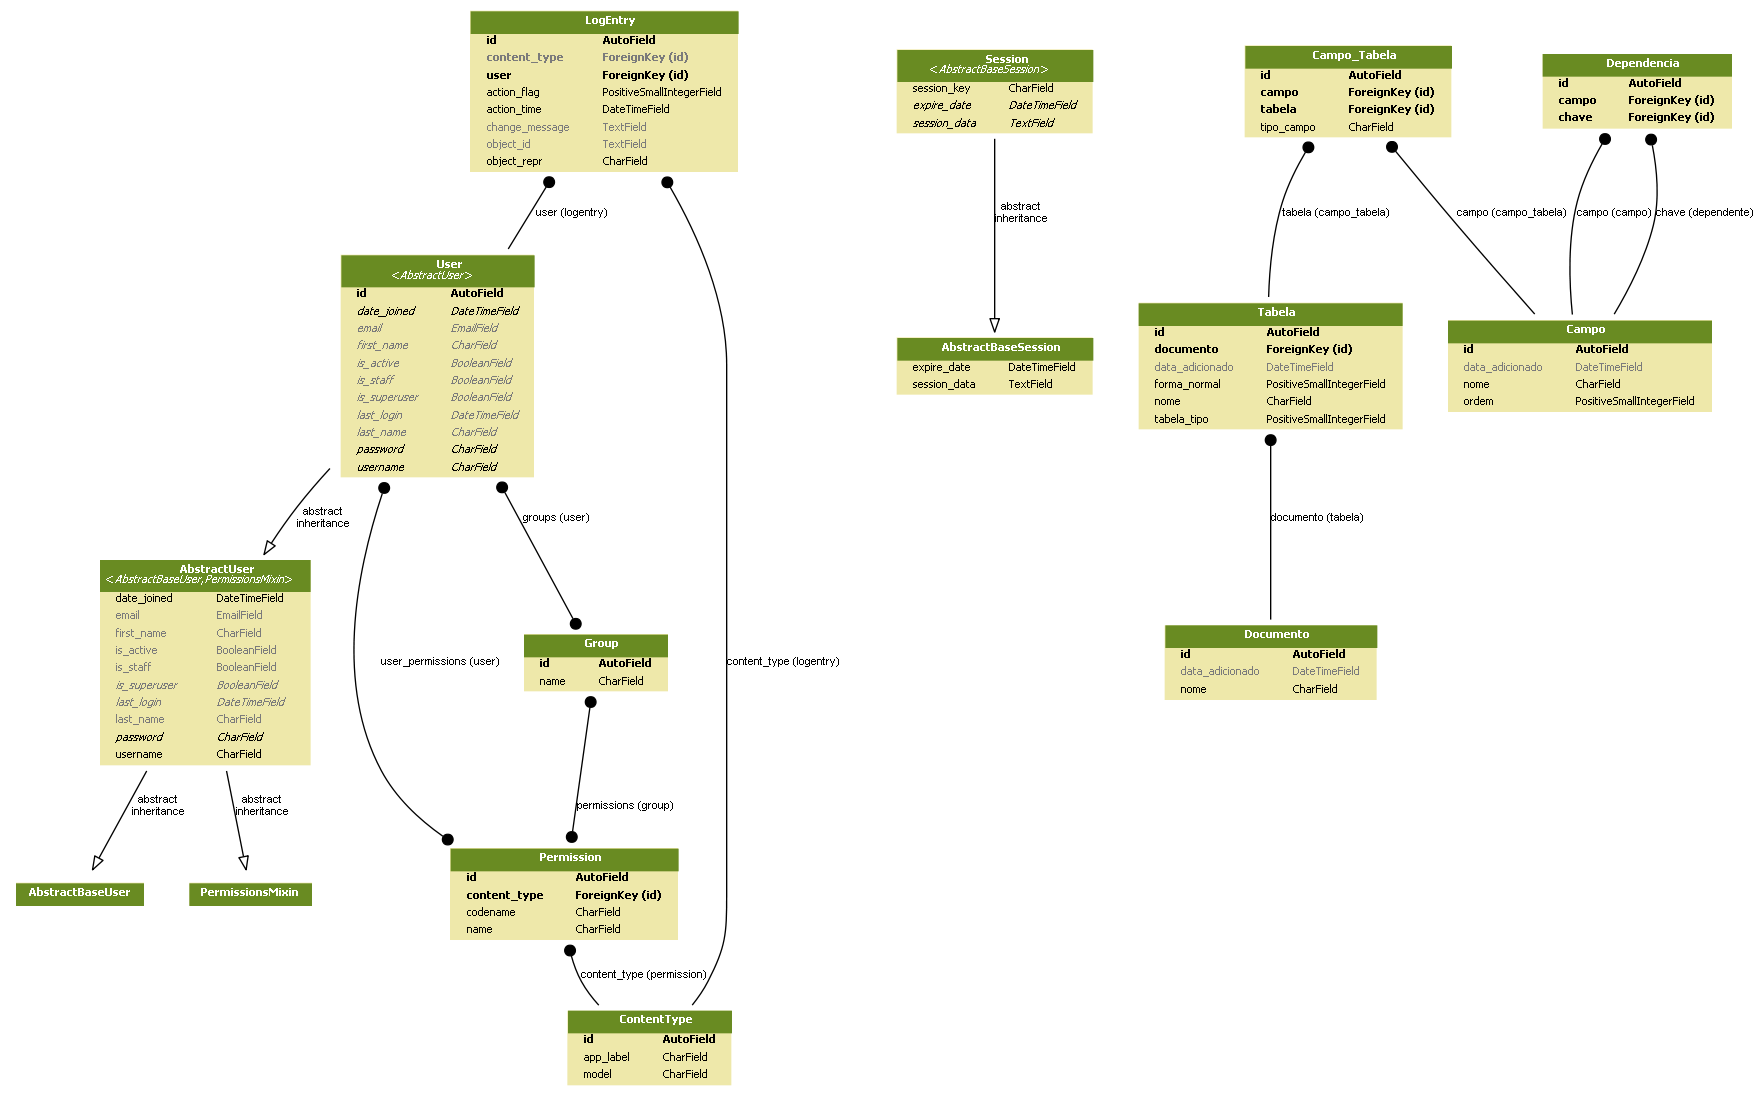 LogEntry
id AutoField
content_type ForeignKey (id)
user ForeignKey (id)
action_flag PositiveSmallIntegerField
action_time DateTimeField
change_message TextField
object_id TextField
object_repr CharField
user (logentry)
User
<AbstractUser>
id AutoField
date_joined DateTimeField
email EmailField
first_name CharField
is_active BooleanField
is_staff BooleanField
is_superuser BooleanField
last_login DateTimeField
last_name CharField
password CharField
username CharField
abstract
inheritance
groups (user)
AbstractUser
<AbstractBaseUser,PermissionsMixin>
date_joined DateTimeField
email EmailField
first_name CharField
is_active BooleanField
is_staff BooleanField
is_superuser BooleanField
last_login DateTimeField
last_name CharField
password CharField
username CharField
Group
id AutoField
name CharField
user_permissions (user)
content_type (logentry)
abstract
inheritance
abstract
inheritance
permissions (group)
AbstractBaseUser
PermissionsMixin
Permission
id AutoField
content_type ForeignKey (id)
codename CharField
name CharField
content_type (permission)
ContentType
id AutoField
app_label CharField
model CharField
Session
<AbstractBaseSession>
session_key CharField
expire_date DateTimeField
session_data TextField
abstract
inheritance
AbstractBaseSession
expire_date DateTimeField
session_data TextField
Campo_Tabela
id AutoField
campo ForeignKey (id)
tabela ForeignKey (id)
tipo_campo CharField
Dependencia
id AutoField
campo ForeignKey (id)
chave ForeignKey (id)
tabela (campo_tabela)
campo (campo_tabela)
campo (campo)
chave (dependente)
Tabela
id AutoField
documento ForeignKey (id)
data_adicionado DateTimeField
forma_normal PositiveSmallIntegerField
nome CharField
tabela_tipo PositiveSmallIntegerField
Campo
id AutoField
data_adicionado DateTimeField
nome CharField
ordem PositiveSmallIntegerField
documento (tabela)
Documento
id AutoField
data_adicionado DateTimeField
nome CharField